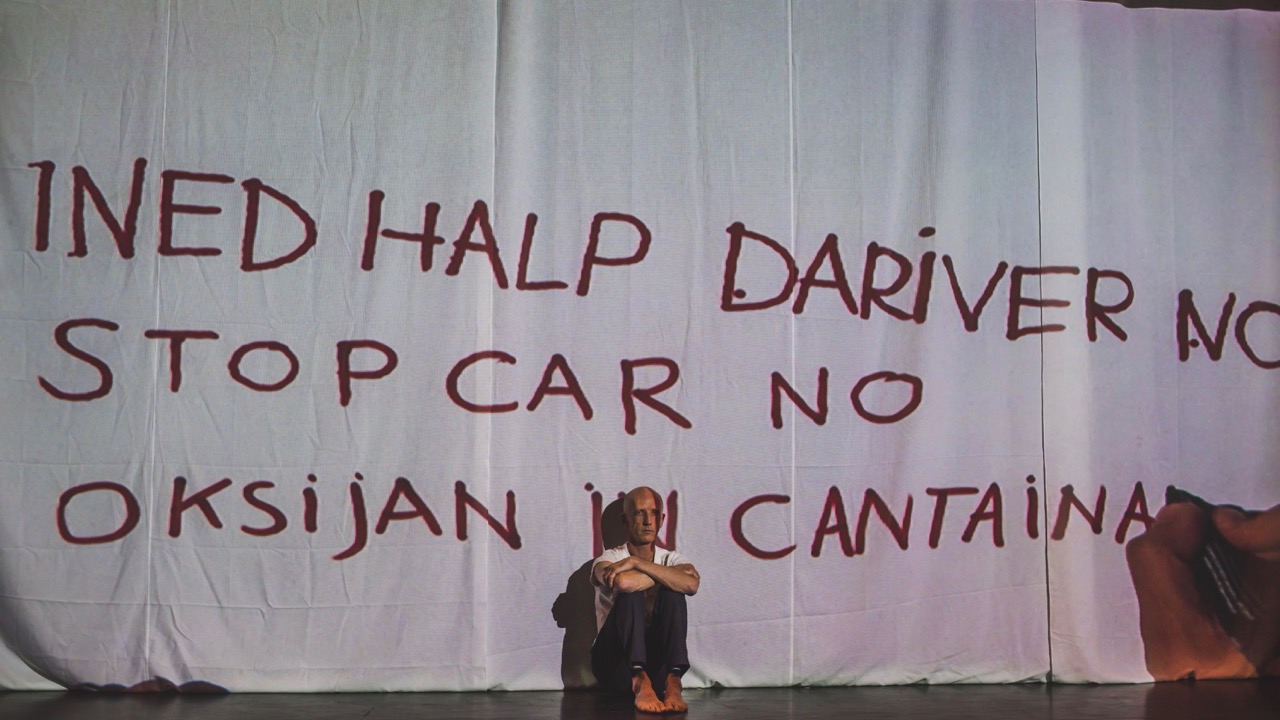 INED HALP DARiVER NO
STOP CAR NO
OKSijAN iN CANTAiNA